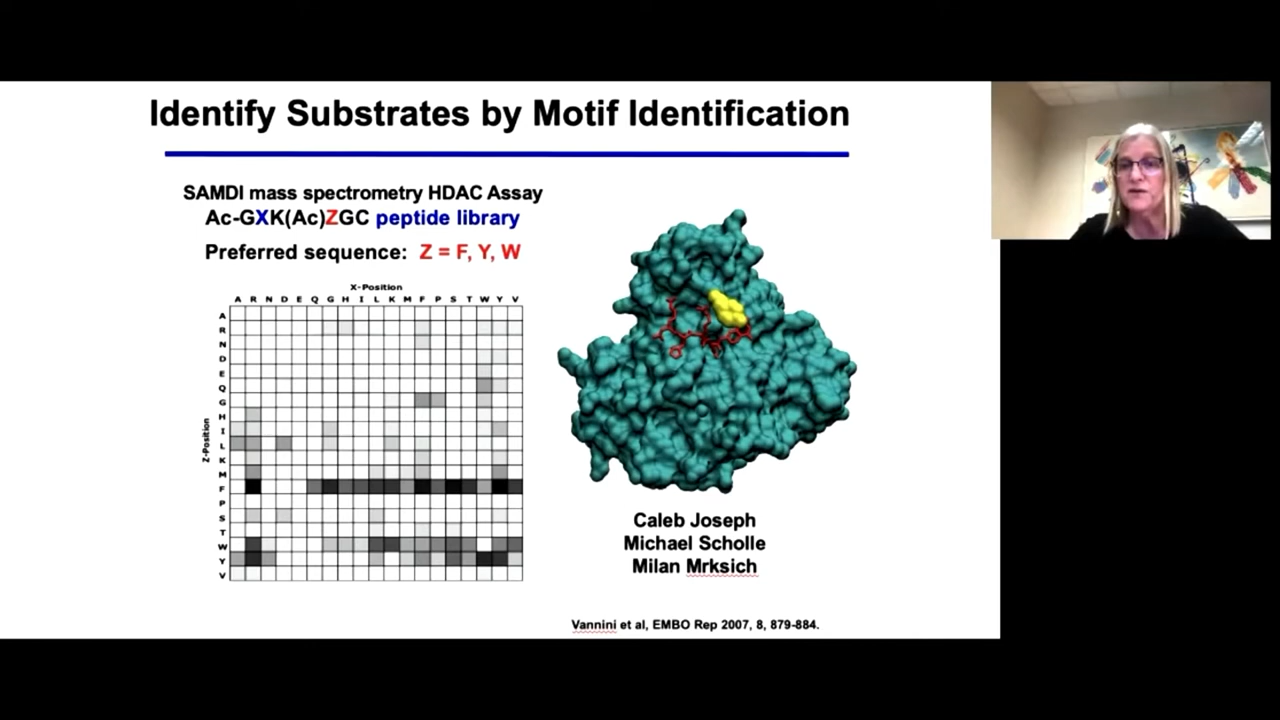 Identify Substrates by Motif Identification
SAMDI mass spectrometry HDAC Assay
Ac-GXK(Ac)ZGC peptide library
Preferred sequence: Z = F, Y, W
X-Position
A R N D E Q G H I L K M F P S T W Y V
Z-Position
A
R
N
D
E
Q
G
H
I
L
K
M
F
P
S
T
W
Y
V
Caleb Joseph
Michael Scholle
Milan Mrksich
Vannini et al, EMBO Rep 2007, 8, 879-884.